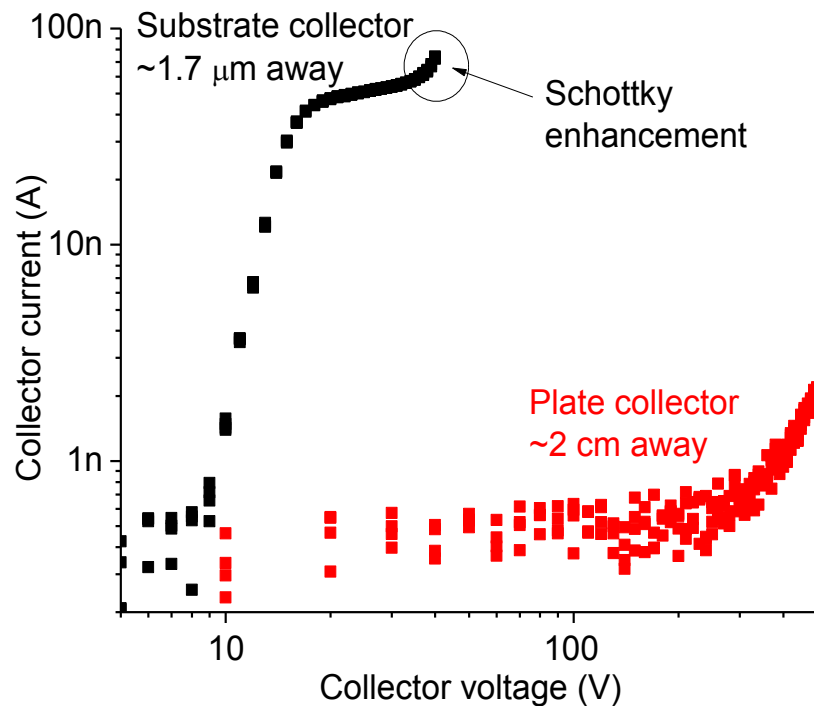 100n
Substrate collector
~1.7 μm away
Schottky
enhancement
10n
Collector current (A)
Plate collector
~2 cm away
1n
10
100
Collector voltage (V)